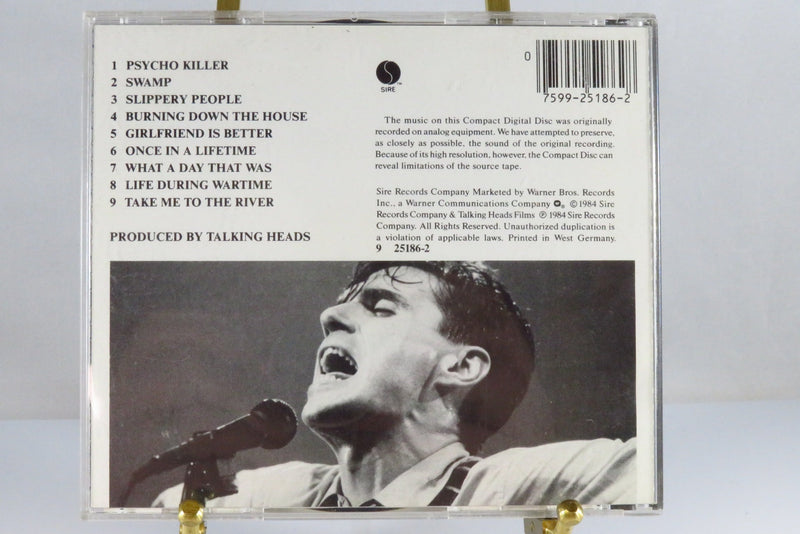 1 PSYCHO KILLER
2 SWAMP
3 SLIPPERY PEOPLE
4 BURNING DOWN THE HOUSE
5 GIRLFRIEND IS BETTER
6 ONCE IN A LIFETIME
7 WHAT A DAY THAT WAS
8 LIFE DURING WARTIME
9 TAKE ME TO THE RIVER
PRODUCED BY TALKING HEADS
SIRE
0
7599-25186-2
The music on this Compact Digital Disc was originally
recorded on analog equipment. We have attempted to preserve,
as closely as possible, the sound of the original recording.
Because of its high resolution, however, the Compact Disc can
reveal limitations of the source tape.
Sire Records Company Marketed by Warner Bros. Records
Inc., a Warner Communications Company ® © 1984 Sire
Records Company & Talking Heads Films ℗ 1984 Sire Records
Company. All Rights Reserved. Unauthorized duplication is
a violation of applicable laws. Printed in West Germany.
9 25186-2